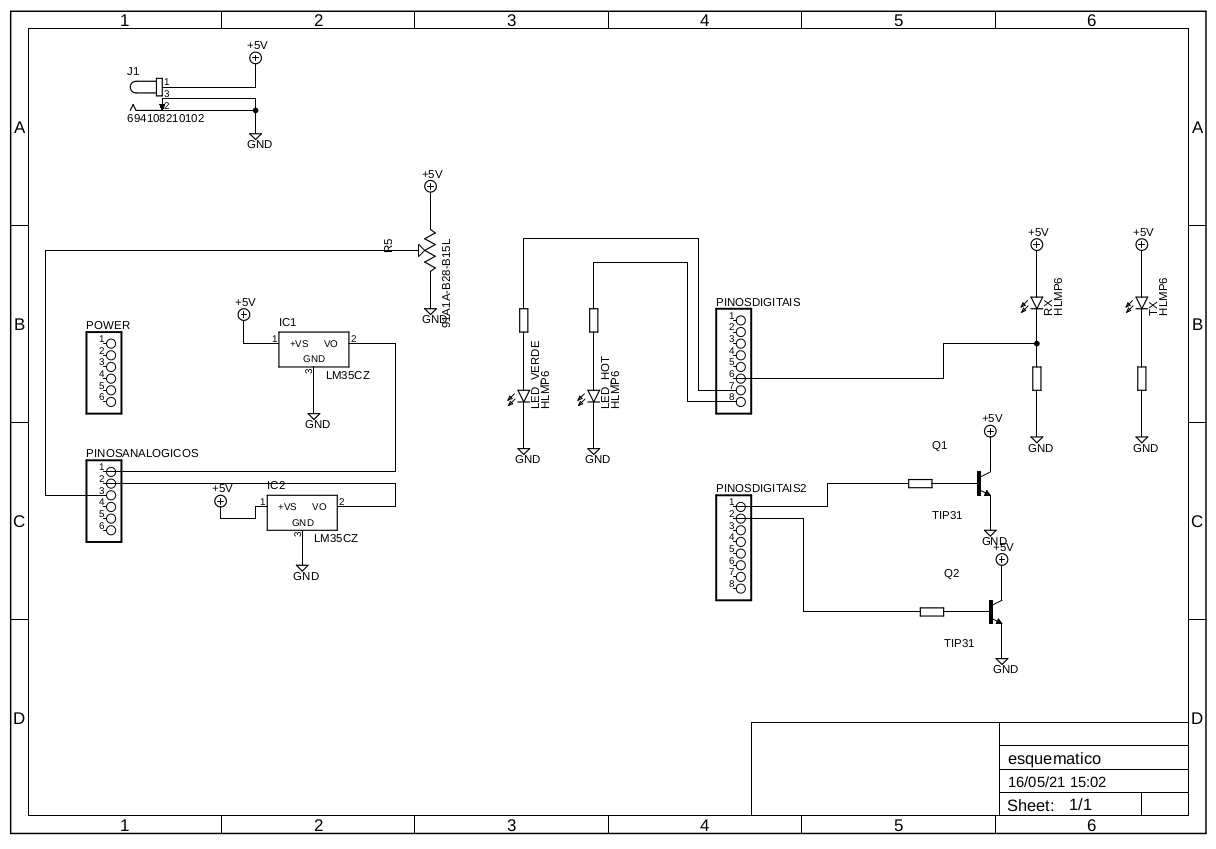 1 2 3 4 5 6
A A
B B
C C
D D
+5V
J1
1
3
2
694108210102
GND
+5V
R5
91A1A-B28-B15L
GND
POWER
1
2
3
4
5
6
+5V
IC1
1 +VS VO 2
GND
3
LM35CZ
GND
PINOSANALOGICOS
1
2
3
4
5
6
+5V
IC2
1 +VS VO 2
GND
3
LM35CZ
GND
LED_VERDE
HLMP6
GND
LED_HOT
HLMP6
GND
PINOSDIGITAIS
1
2
3
4
5
6
7
8
+5V
RX
HLMP6
GND
+5V
TX
HLMP6
GND
PINOSDIGITAIS2
1
2
3
4
5
6
7
8
+5V
Q1
TIP31
GND
+5V
Q2
TIP31
GND
esquematico
16/05/21 15:02
Sheet: 1/1
1 2 3 4 5 6